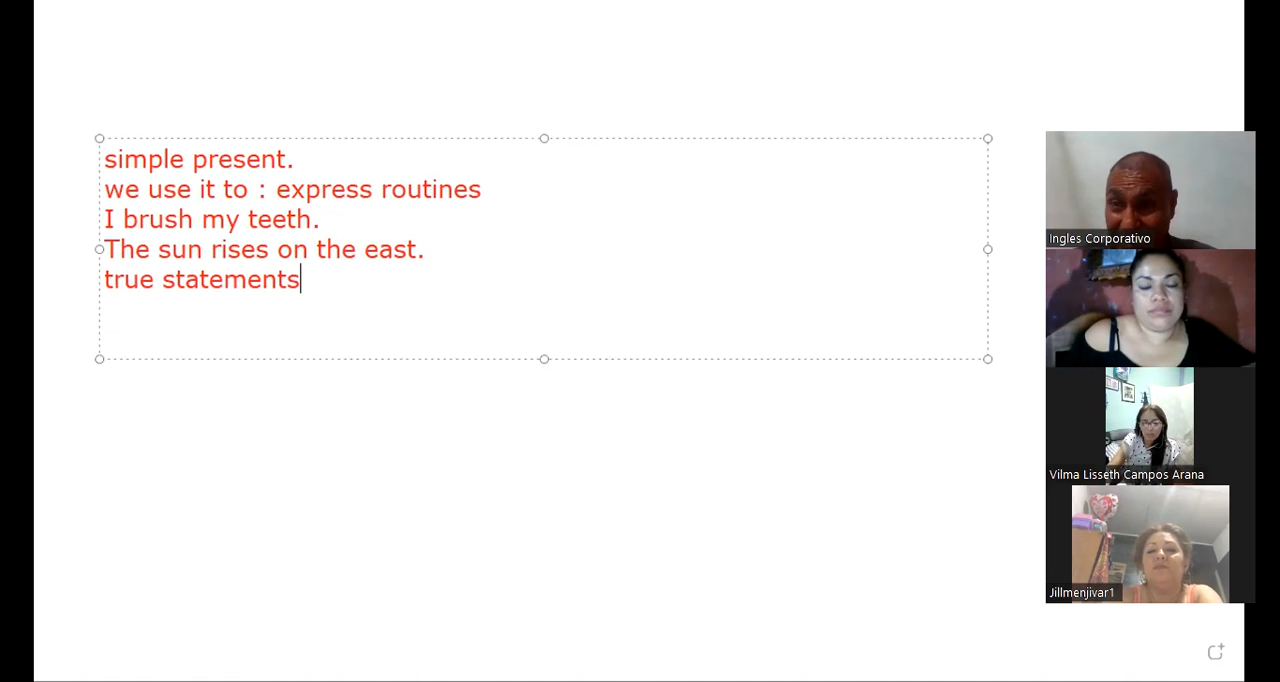 simple present.
we use it to : express routines
I brush my teeth.
The sun rises on the east.
true statements
Ingles Corporativo
Vilma Lisseth Campos Arana
Jillmenjivar1